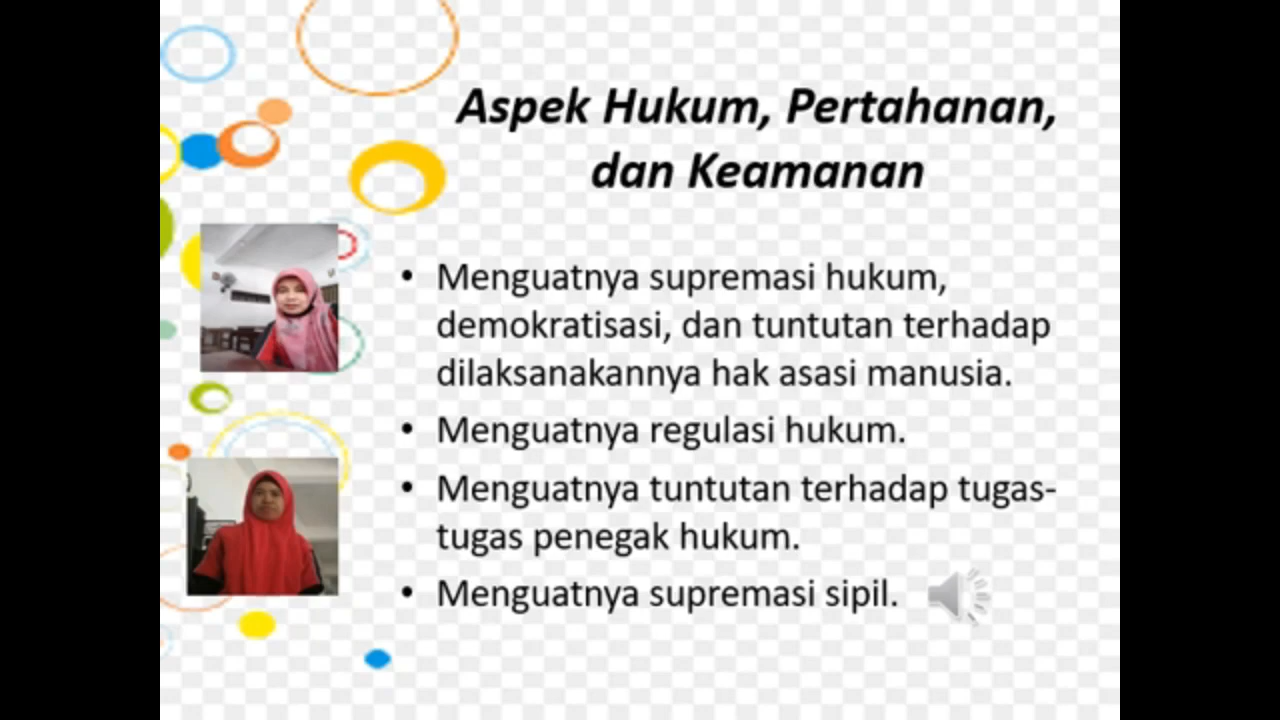 Aspek Hukum, Pertahanan,
dan Keamanan
• Menguatnya supremasi hukum,
demokratisasi, dan tuntutan terhadap
dilaksanakannya hak asasi manusia.
• Menguatnya regulasi hukum.
• Menguatnya tuntutan terhadap tugas-
tugas penegak hukum.
• Menguatnya supremasi sipil.